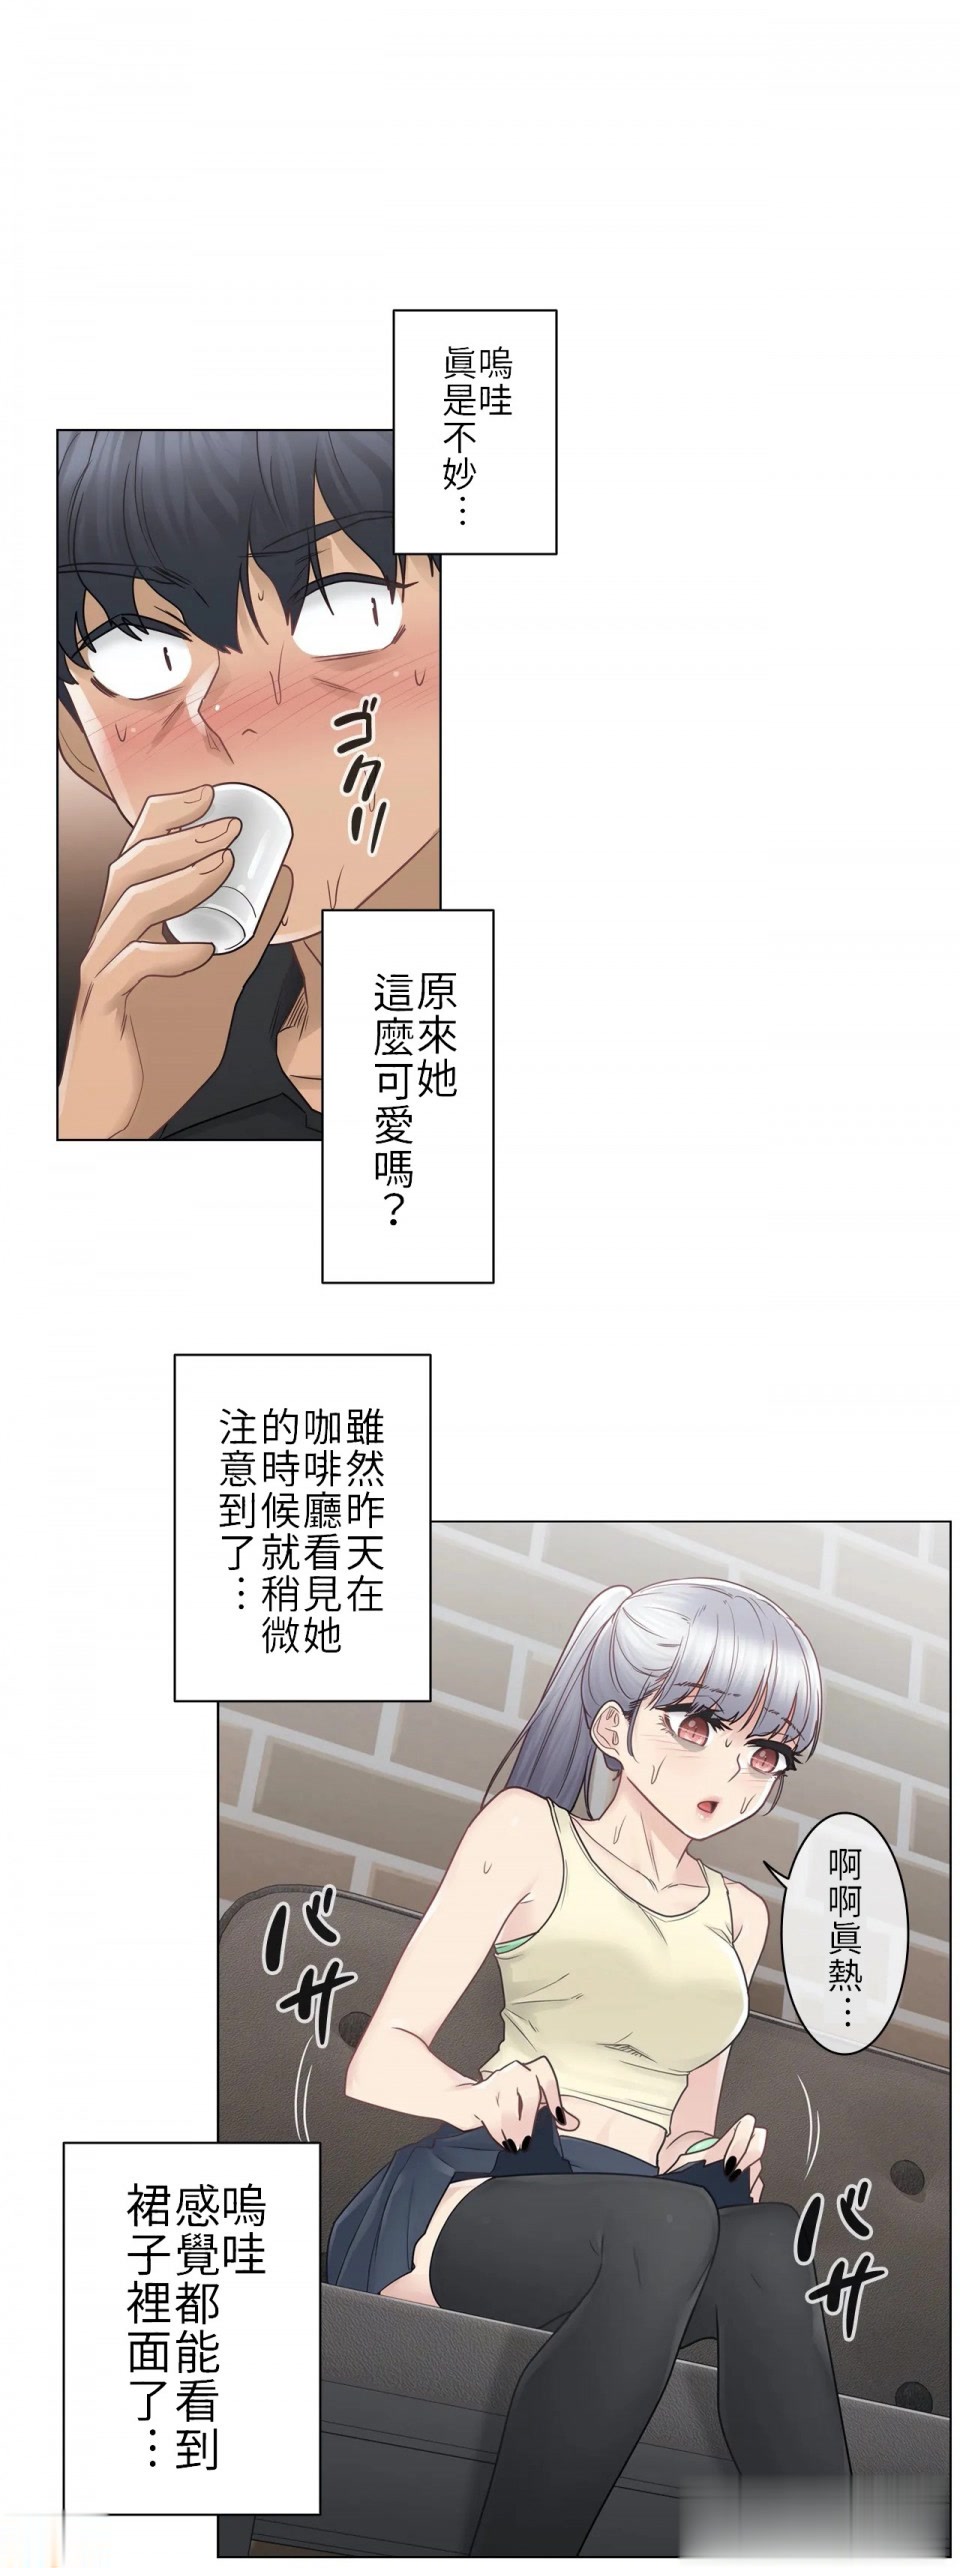 嗚哇
眞是不妙…
ゴクリ
原來她
這麼可愛嗎？
雖然昨天在
咖啡廳看見她
的時候就稍微
注意到了…
啊啊眞熱…
バサ
バサ
嗚哇
感覺都能看到
裙子裡面了…